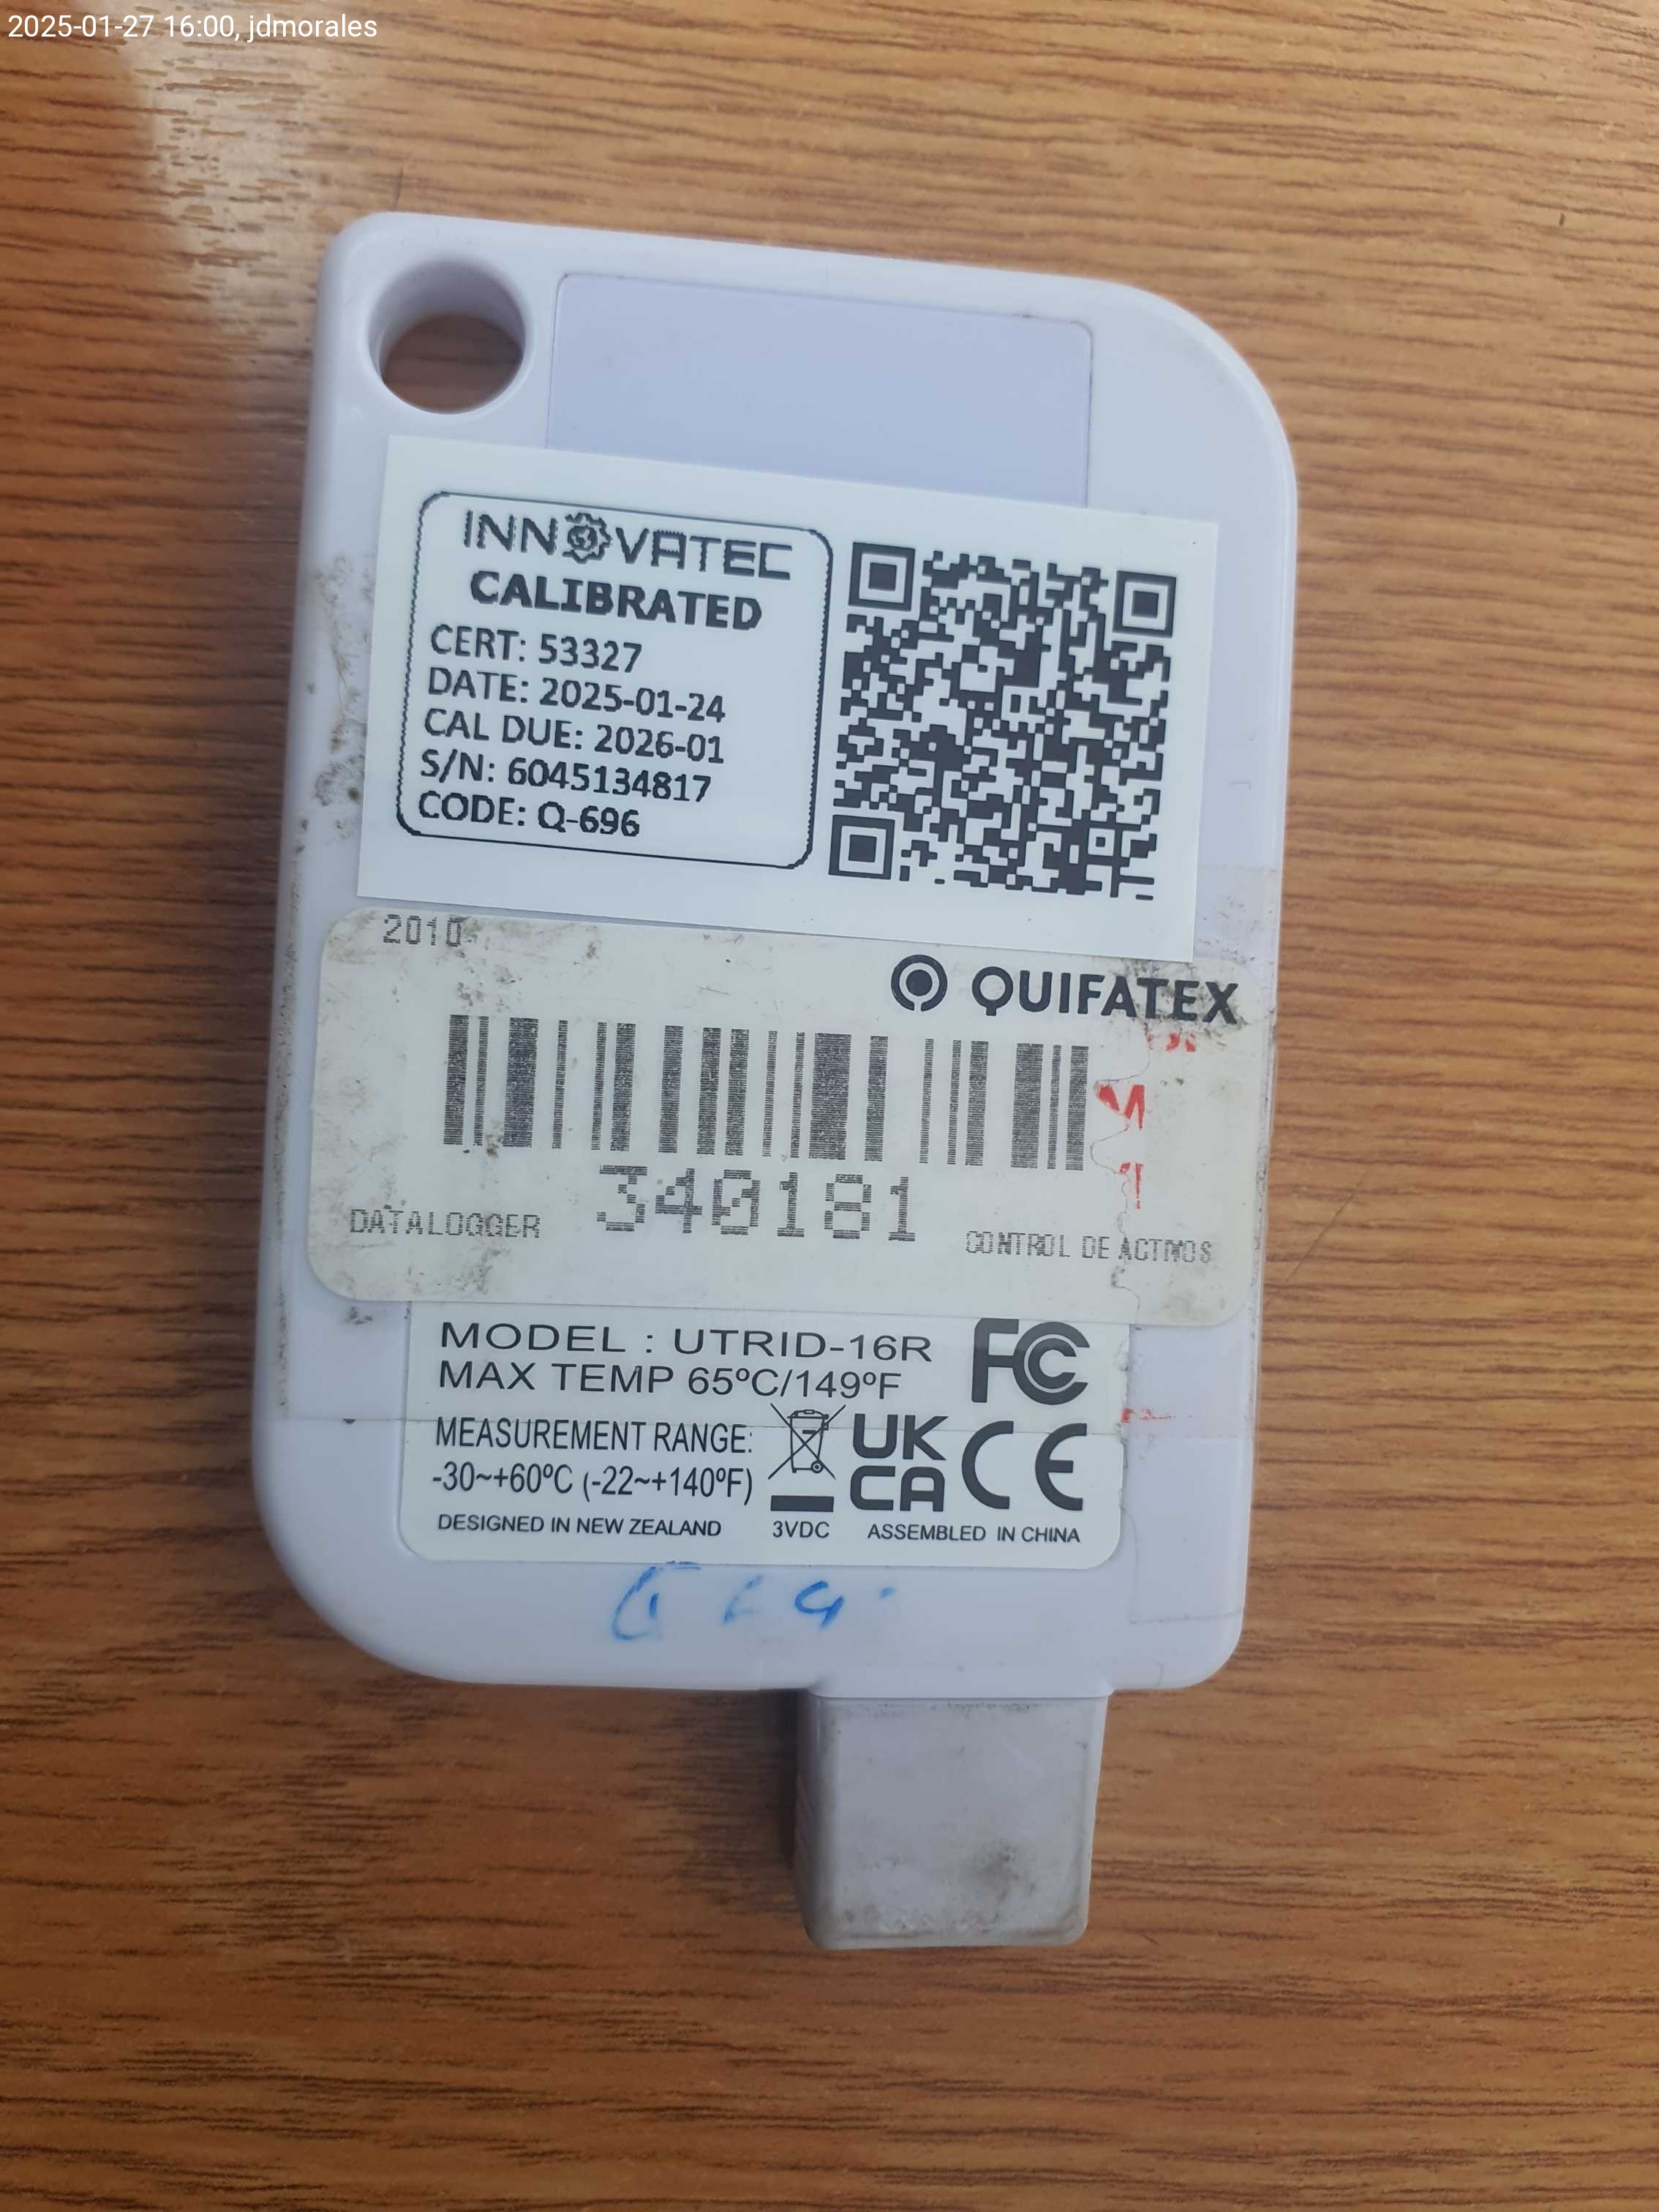 2025-01-27 16:00, jdmorales
INNOVATEC
CALIBRATED
CERT: 53327
DATE: 2025-01-24
CAL DUE: 2026-01
S/N: 6045134817
CODE: Q-696
2010
QUIFATEX
340181
DATALOGGER
CONTROL DE ACTIVOS
MODEL : UTRID-16R
MAX TEMP 65ºC/149ºF
FC
MEASUREMENT RANGE:
-30~+60ºC (-22~+140ºF)
UK
CA
CE
DESIGNED IN NEW ZEALAND
3VDC
ASSEMBLED IN CHINA